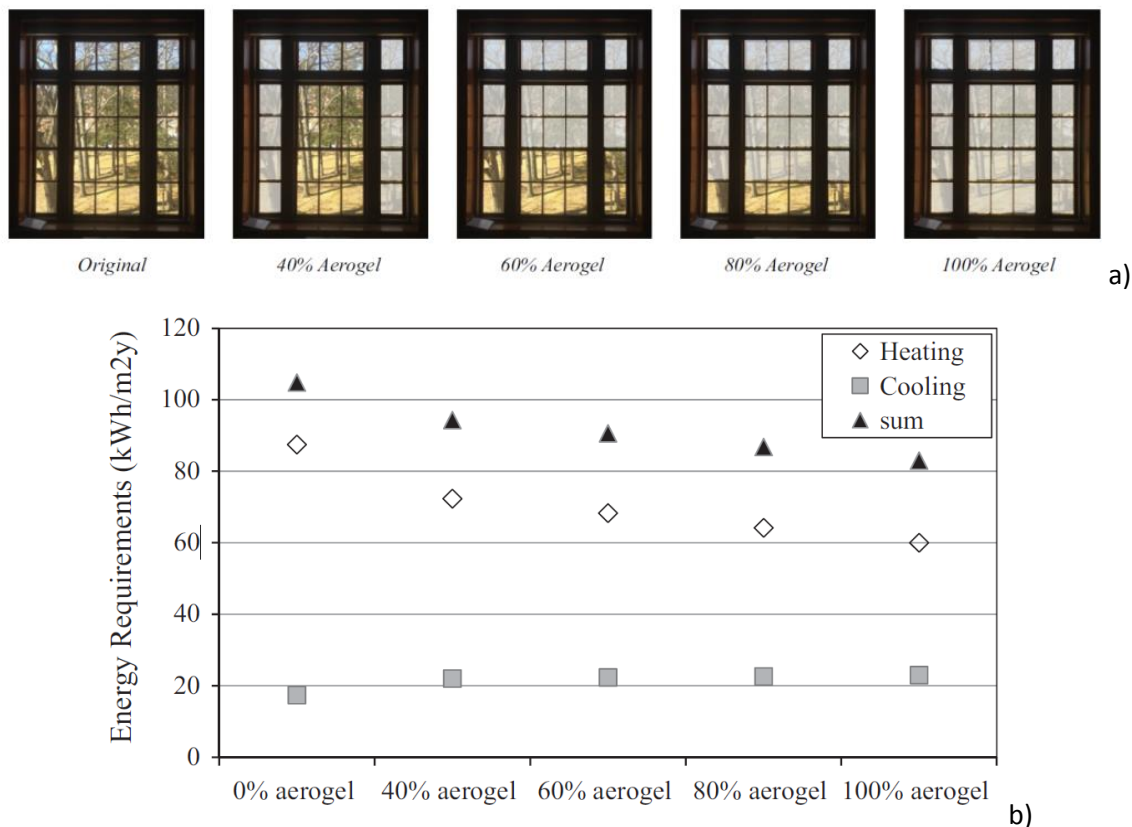 Original 40% Aerogel 60% Aerogel 80% Aerogel 100% Aerogel
a)
Energy Requirements (kWh/m2y)
120
100
80
60
40
20
0
Heating
Cooling
sum
0% aerogel 40% aerogel 60% aerogel 80% aerogel 100% aerogel
b)